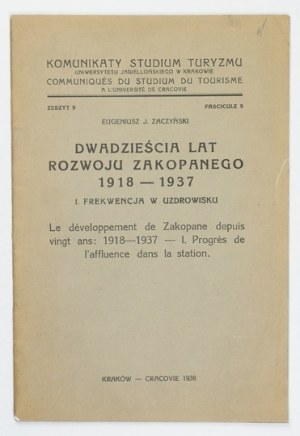 KOMUNIKATY STUDIUM TURYZMU
UNIWERSYTETU JAGIELLOŃSKIEGO W KRAKOWIE
COMMUNIQUÉS DU STUDIUM DU TOURISME
A L'UNIVERSITÉ DE CRACOVIE
ZESZYT 9 FASCICULE 9
EUGENIUSZ J. ZACZYŃSKI
DWADZIEŚCIA LAT
ROZWOJU ZAKOPANEGO
1918 — 1937
I. FREKWENCJA W UZDROWISKU
Le développement de Zakopane depuis
vingt ans: 1918—1937 — I. Progrès de
l'affluence dans la station.
KRAKÓW — CRACOVIE 1938